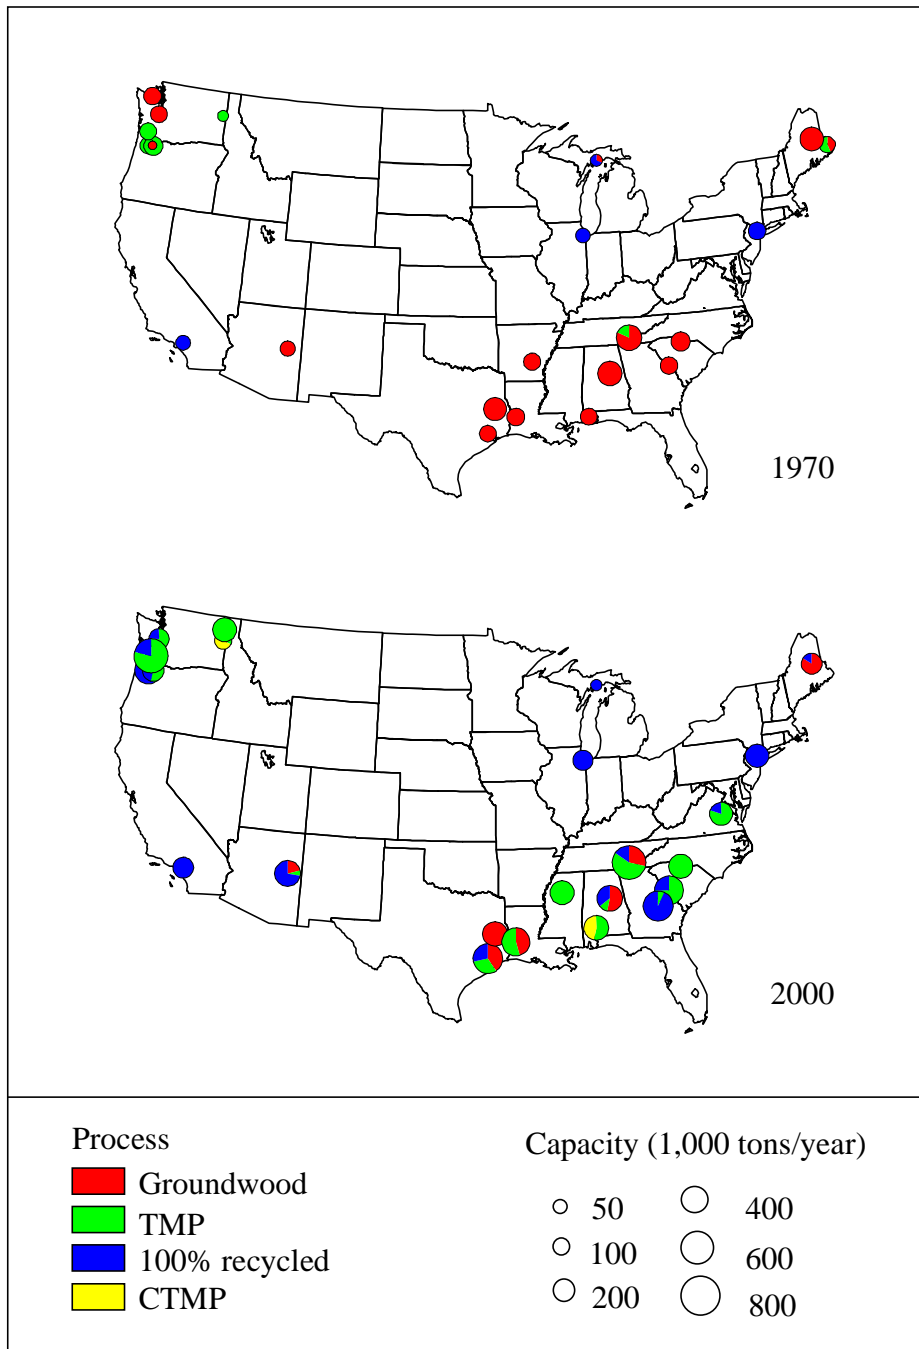 1970
2000
Process
Groundwood
TMP
100% recycled
CTMP
Capacity (1,000 tons/year)
50
100
200
400
600
800